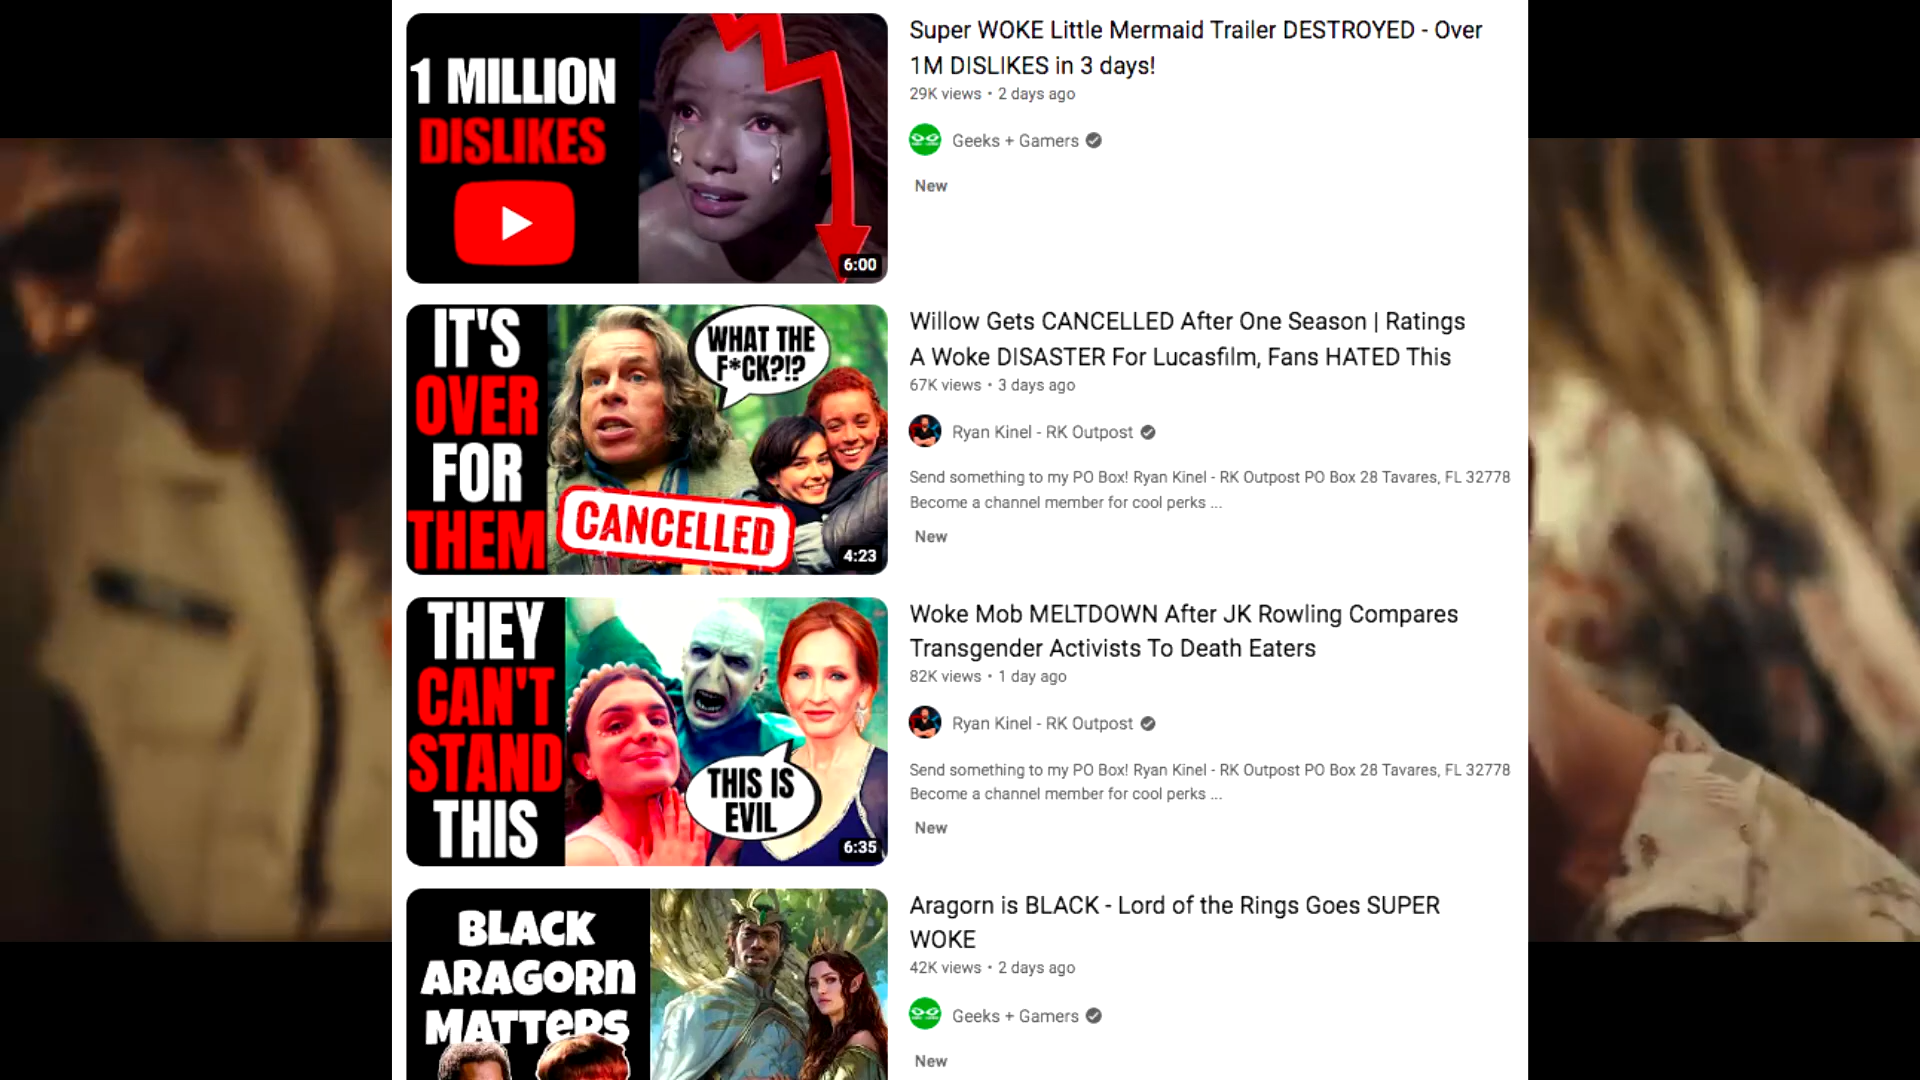 1 MILLION
DISLIKES
6:00
Super WOKE Little Mermaid Trailer DESTROYED - Over
1M DISLIKES in 3 days!
29K views • 2 days ago
Geeks + Gamers
New
IT'S
OVER
FOR
THEM
WHAT THE
F*CK?!?
CANCELLED
4:23
Willow Gets CANCELLED After One Season | Ratings
A Woke DISASTER For Lucasfilm, Fans HATED This
67K views • 3 days ago
Ryan Kinel - RK Outpost
Send something to my PO Box! Ryan Kinel - RK Outpost PO Box 28 Tavares, FL 32778
Become a channel member for cool perks ...
New
THEY
CAN'T
STAND
THIS
THIS IS
EVIL
6:35
Woke Mob MELTDOWN After JK Rowling Compares
Transgender Activists To Death Eaters
82K views • 1 day ago
Ryan Kinel - RK Outpost
Send something to my PO Box! Ryan Kinel - RK Outpost PO Box 28 Tavares, FL 32778
Become a channel member for cool perks ...
New
BLACK
ARAGORN
MATTERS
Aragorn is BLACK - Lord of the Rings Goes SUPER
WOKE
42K views • 2 days ago
Geeks + Gamers
New